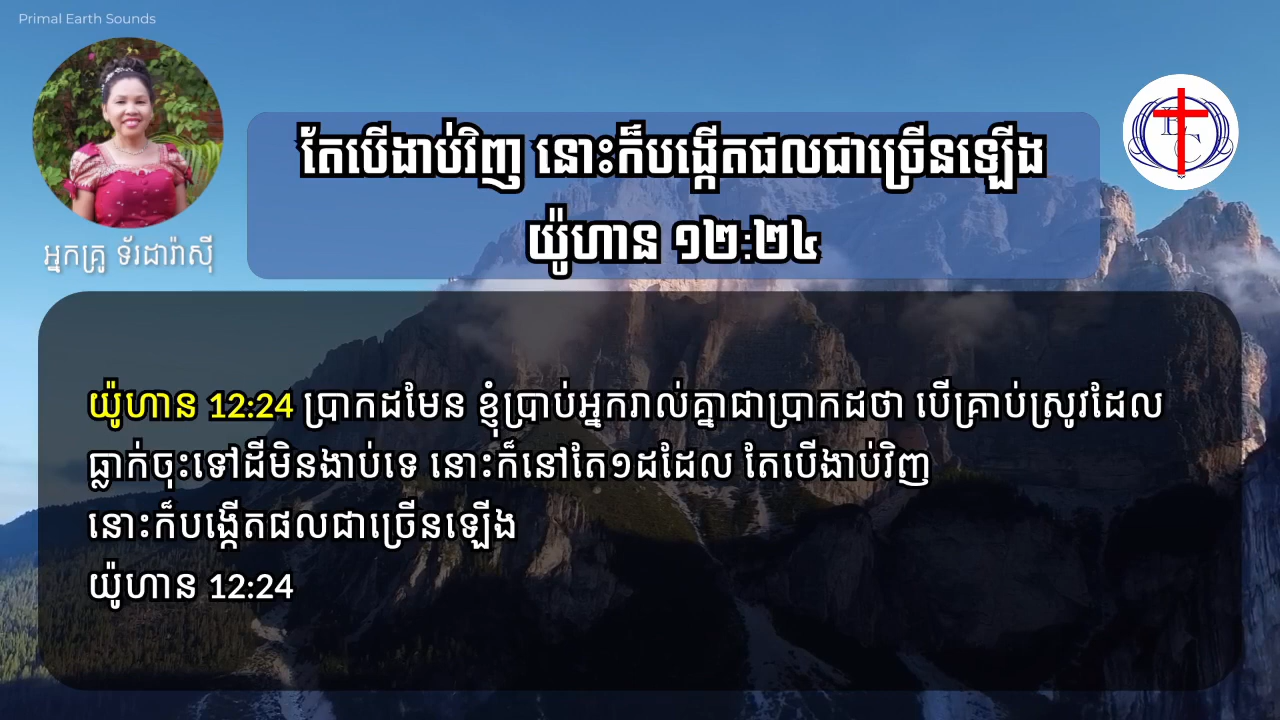 Primal Earth Sounds
តែបើងាប់វិញ នោះក៏បង្កើតផលជាច្រើនឡើង
យ៉ូហាន ១២:២៤
អ្នកគ្រូ ទ័រដារ៉ាស៊ី
យ៉ូហាន 12:24 ប្រាកដមែន ខ្ញុំប្រាប់អ្នករាល់គ្នាជាប្រាកដថា បើគ្រាប់ស្រូវដែល
ធ្លាក់ចុះទៅដីមិនងាប់ទេ នោះក៏នៅតែ១ដដែល តែបើងាប់វិញ
នោះក៏បង្កើតផលជាច្រើនឡើង
យ៉ូហាន 12:24